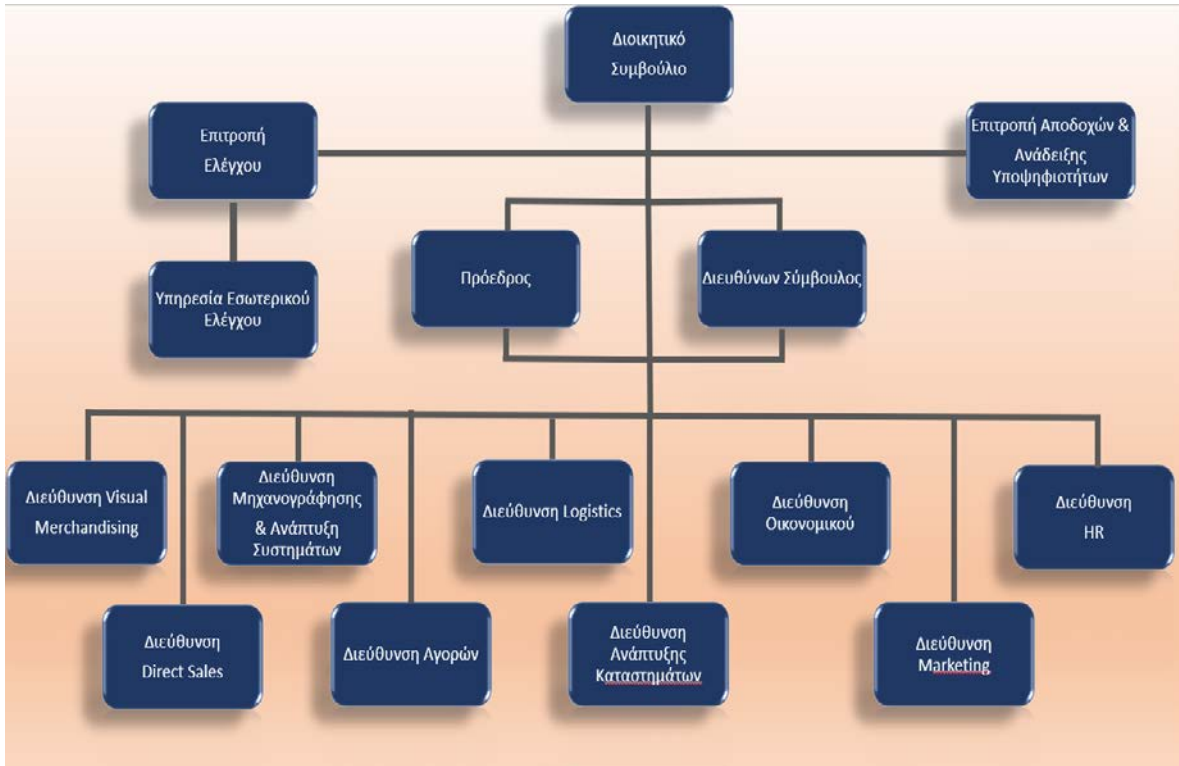 Διοικητικό
Συμβούλιο
Επιτροπή
Ελέγχου
Επιτροπή Αποδοχών &
Ανάδειξης
Υποψηφιοτήτων
Υπηρεσία Εσωτερικού
Ελέγχου
Πρόεδρος
Διευθύνων Σύμβουλος
Διεύθυνση Visual
Merchandising
Διεύθυνση
Μηχανογράφησης
& Ανάπτυξη
Συστημάτων
Διεύθυνση Logistics
Διεύθυνση
Οικονομικού
Διεύθυνση
HR
Διεύθυνση
Direct Sales
Διεύθυνση Αγορών
Διεύθυνση
Ανάπτυξης
Καταστημάτων
Διεύθυνση
Marketing